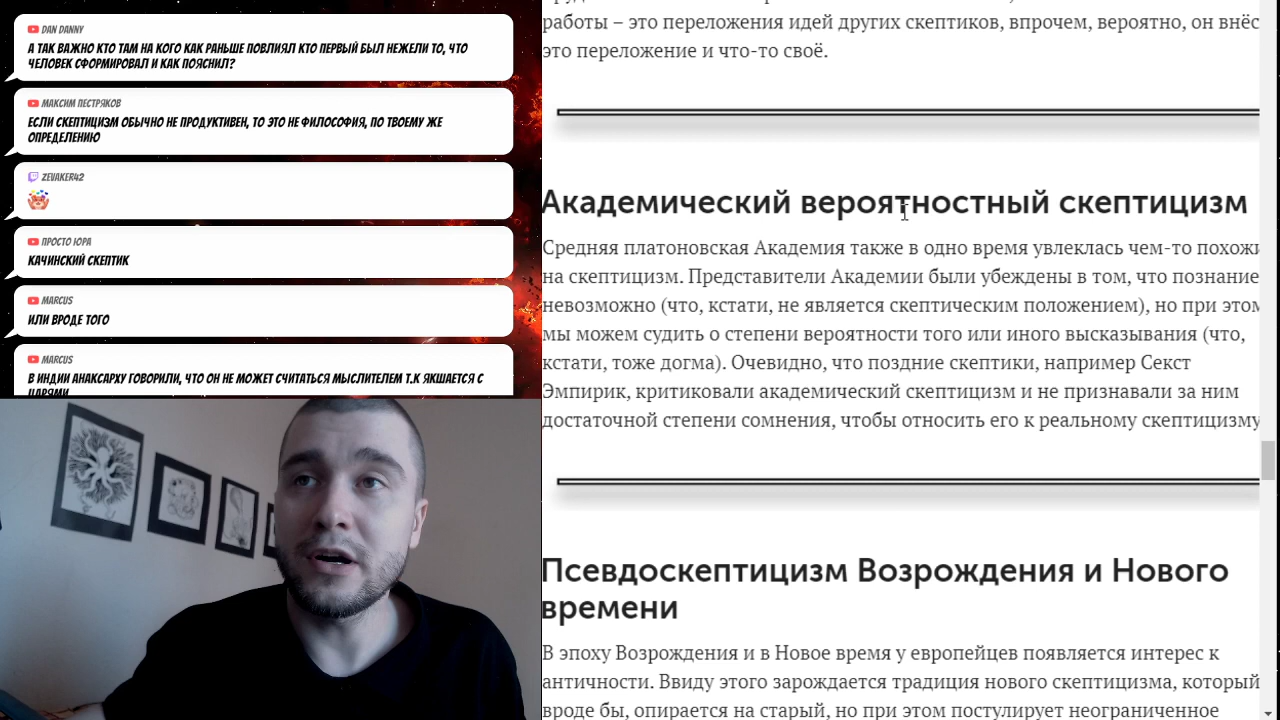 DAN DANNY
А ТАК ВАЖНО КТО ТАМ НА КОГО КАК РАНЬШЕ ПОВЛИЯЛ КТО ПЕРВЫЙ БЫЛ НЕЖЕЛИ ТО, ЧТО
ЧЕЛОВЕК СФОРМИРОВАЛ И КАК ПОЯСНИЛ?
МАКСИМ ПЕСТРЯКОВ
ЕСЛИ СКЕПТИЦИЗМ ОБЫЧНО НЕ ПРОДУКТИВЕН, ТО ЭТО НЕ ФИЛОСОФИЯ, ПО ТВОЕМУ ЖЕ
ОПРЕДЕЛЕНИЮ
ZEVAKER42
ПРОСТО ЮРА
КАЧИНСКИЙ СКЕПТИК
MARCUS
ИЛИ ВРОДЕ ТОГО
MARCUS
В ИНДИИ АНАКСАРХУ ГОВОРИЛИ, ЧТО ОН НЕ МОЖЕТ СЧИТАТЬСЯ МЫСЛИТЕЛЕМ Т.К ЯКШАЕТСЯ С
ЦАРЯМИ
работы – это переложения идей других скептиков, впрочем, вероятно, он внёс
это переложение и что-то своё.
Академический вероятностный скептицизм
Средняя платоновская Академия также в одно время увлеклась чем-то похожи
на скептицизм. Представители Академии были убеждены в том, что познание
невозможно (что, кстати, не является скептическим положением), но при этом
мы можем судить о степени вероятности того или иного высказывания (что,
кстати, тоже догма). Очевидно, что поздние скептики, например Секст
Эмпирик, критиковали академический скептицизм и не признавали за ним
достаточной степени сомнения, чтобы относить его к реальному скептицизму
Псевдоскептицизм Возрождения и Нового
времени
В эпоху Возрождения и в Новое время у европейцев появляется интерес к
античности. Ввиду этого зарождается традиция нового скептицизма, который
вроде бы, опирается на старый, но при этом постулирует неограниченное